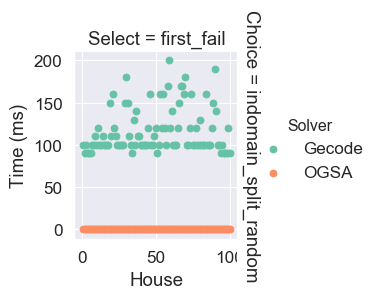 Select = first_fail
Choice = indomain_split_random
Time (ms)
200
150
100
50
0
0
50
100
House
Solver
Gecode
OGSA